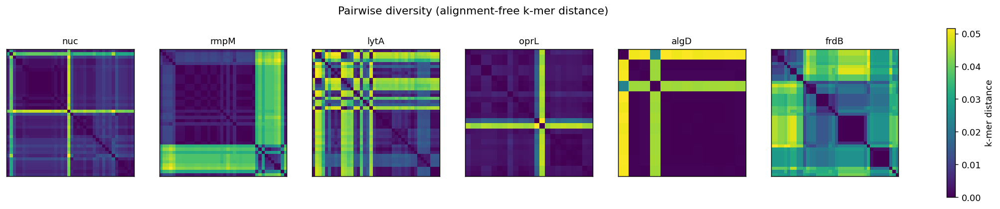 Pairwise diversity (alignment-free k-mer distance)
nuc
rmpM
lytA
oprL
algD
frdB
0.05
0.04
0.03
0.02
0.01
0.00
k-mer distance